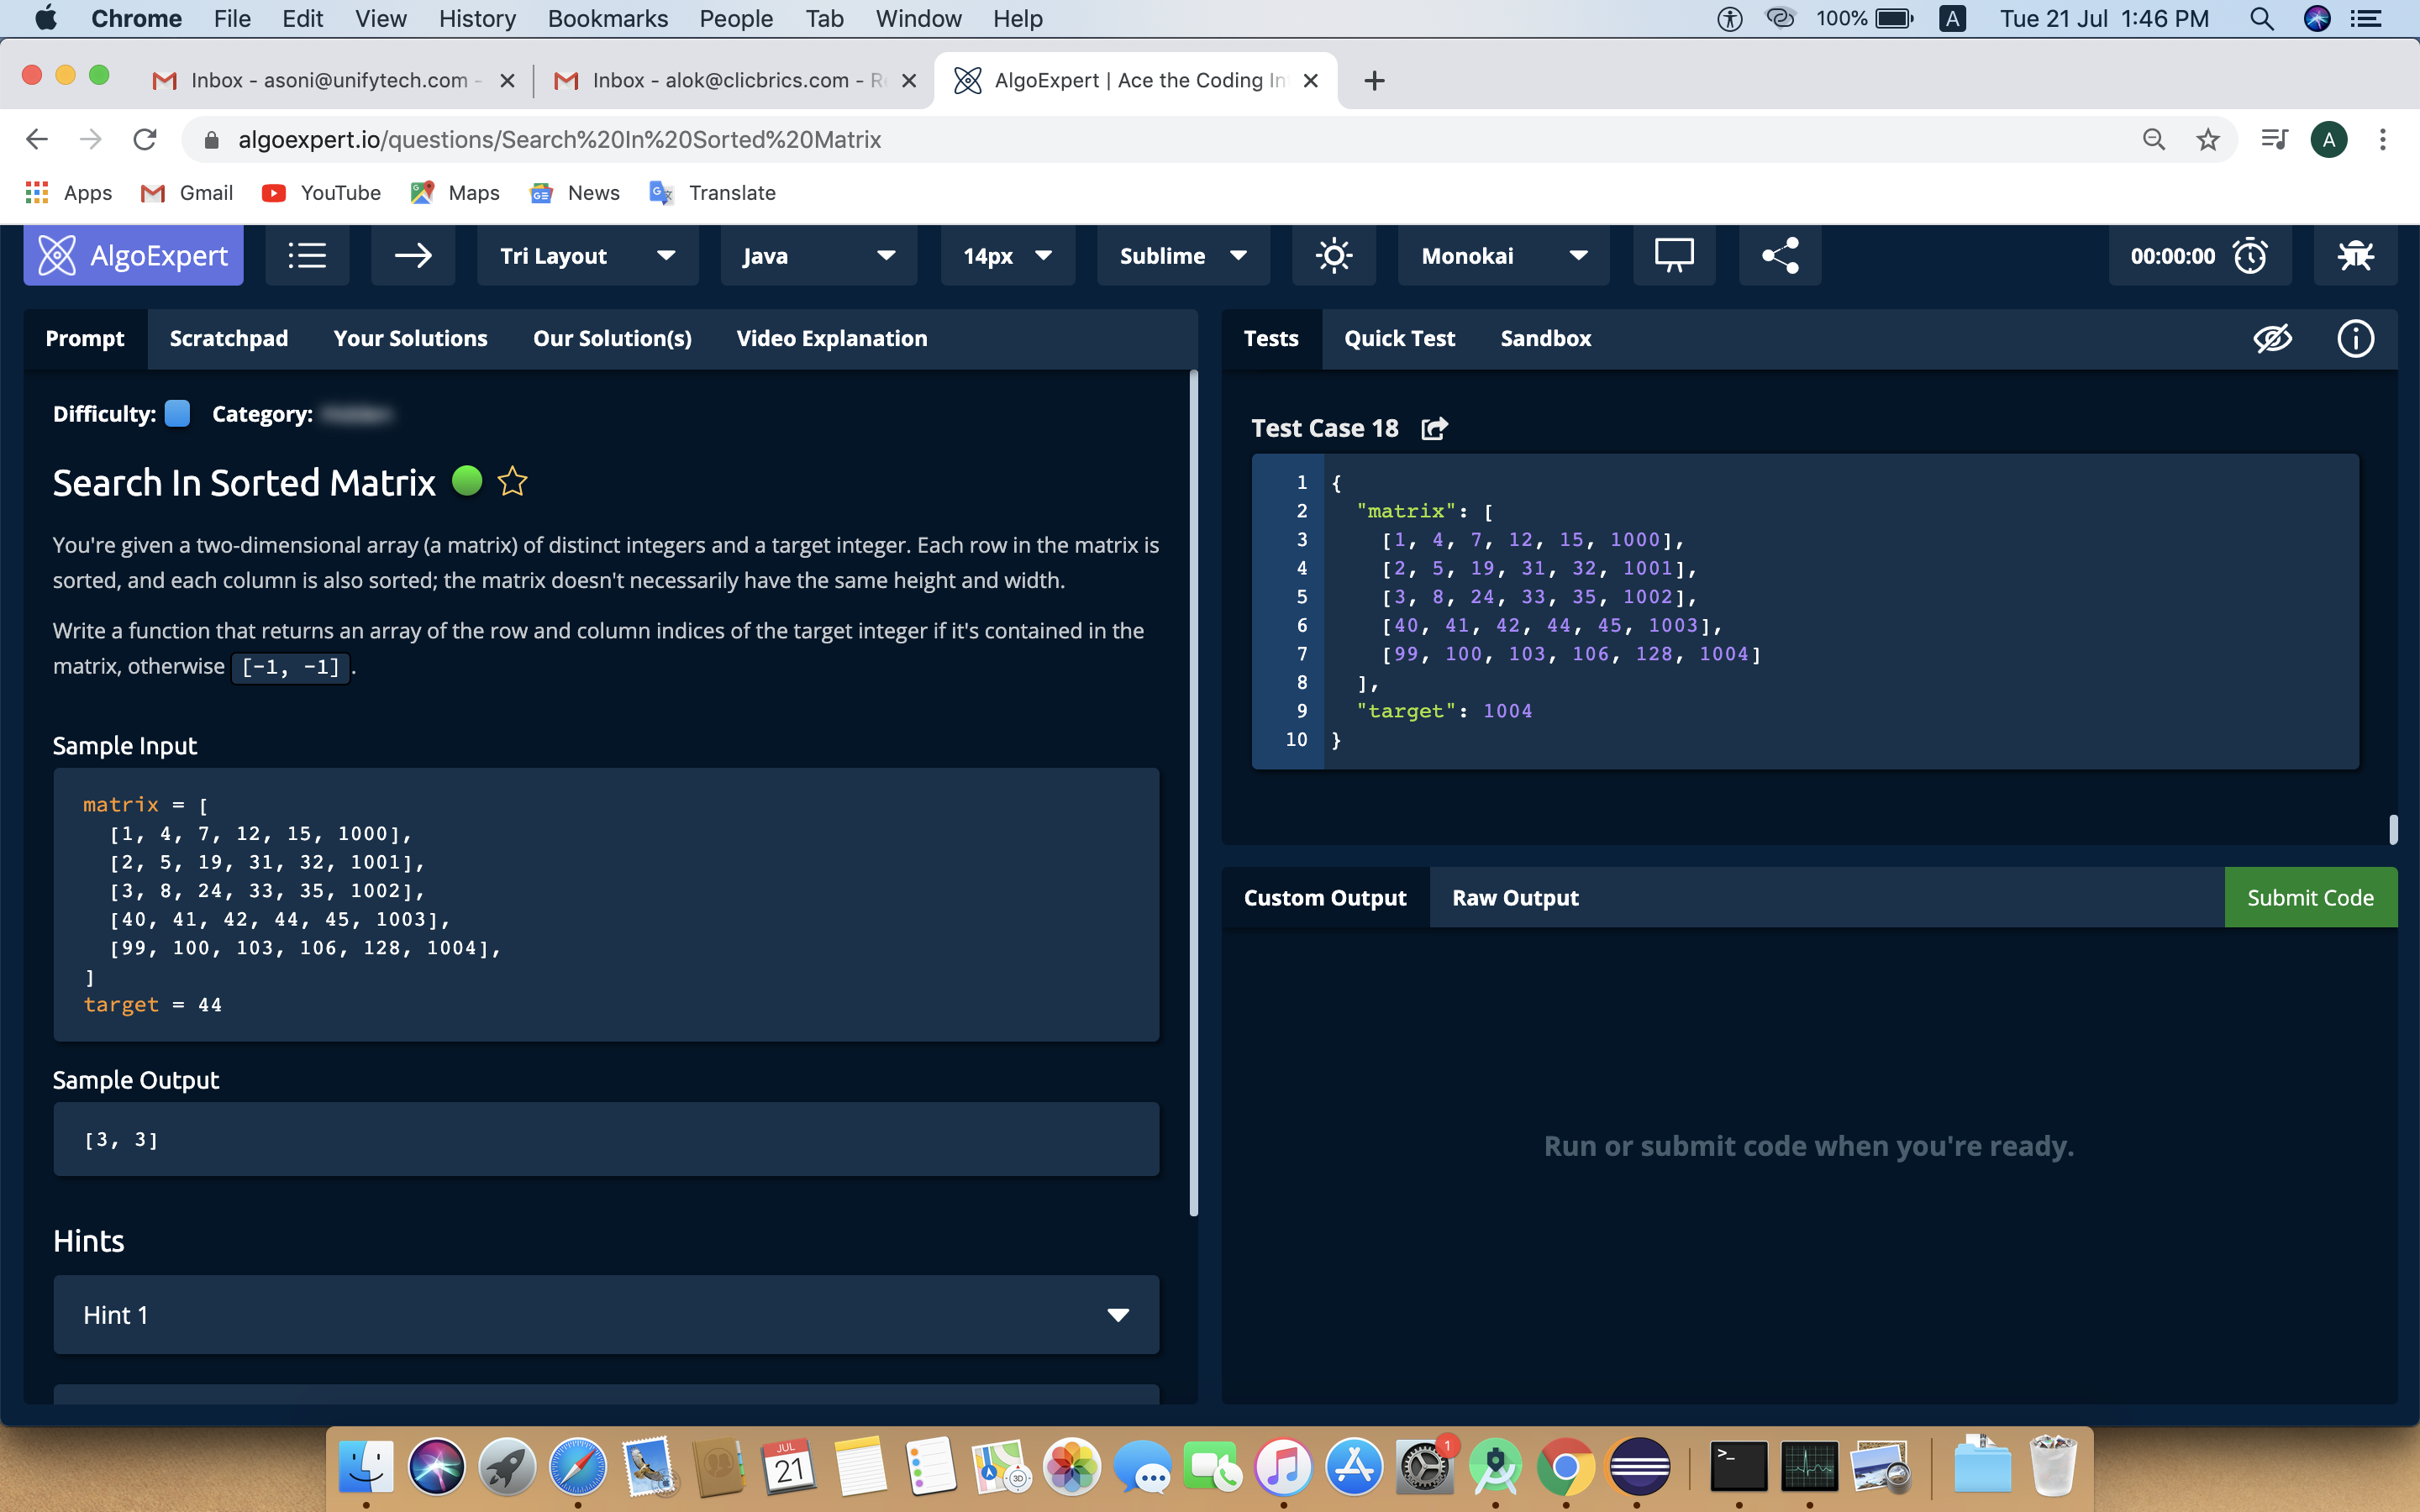 Chrome File Edit View History Bookmarks People Tab Window Help 100% A Tue 21 Jul 1:46 PM
Inbox - asoni@unifytech.com - Inbox - alok@clicbrics.com - R AlgoExpert | Ace the Coding In
algoexpert.io/questions/Search%20In%20Sorted%20Matrix A
Apps Gmail YouTube Maps News Translate
AlgoExpert Tri Layout Java 14px Sublime Monokai 00:00:00
Prompt Scratchpad Your Solutions Our Solution(s) Video Explanation
Difficulty: Category:
Search In Sorted Matrix
You're given a two-dimensional array (a matrix) of distinct integers and a target integer. Each row in the matrix is
sorted, and each column is also sorted; the matrix doesn't necessarily have the same height and width.
Write a function that returns an array of the row and column indices of the target integer if it's contained in the
matrix, otherwise [-1, -1].
Sample Input
matrix = [
[1, 4, 7, 12, 15, 1000],
[2, 5, 19, 31, 32, 1001],
[3, 8, 24, 33, 35, 1002],
[40, 41, 42, 44, 45, 1003],
[99, 100, 103, 106, 128, 1004],
]
target = 44
Sample Output
[3, 3]
Hints
Hint 1
Tests Quick Test Sandbox
Test Case 18
1 {
2 "matrix": [
3 [1, 4, 7, 12, 15, 1000],
4 [2, 5, 19, 31, 32, 1001],
5 [3, 8, 24, 33, 35, 1002],
6 [40, 41, 42, 44, 45, 1003],
7 [99, 100, 103, 106, 128, 1004]
8 ],
9 "target": 1004
10 }
Custom Output Raw Output Submit Code
Run or submit code when you're ready.
JUL
21
3D
1